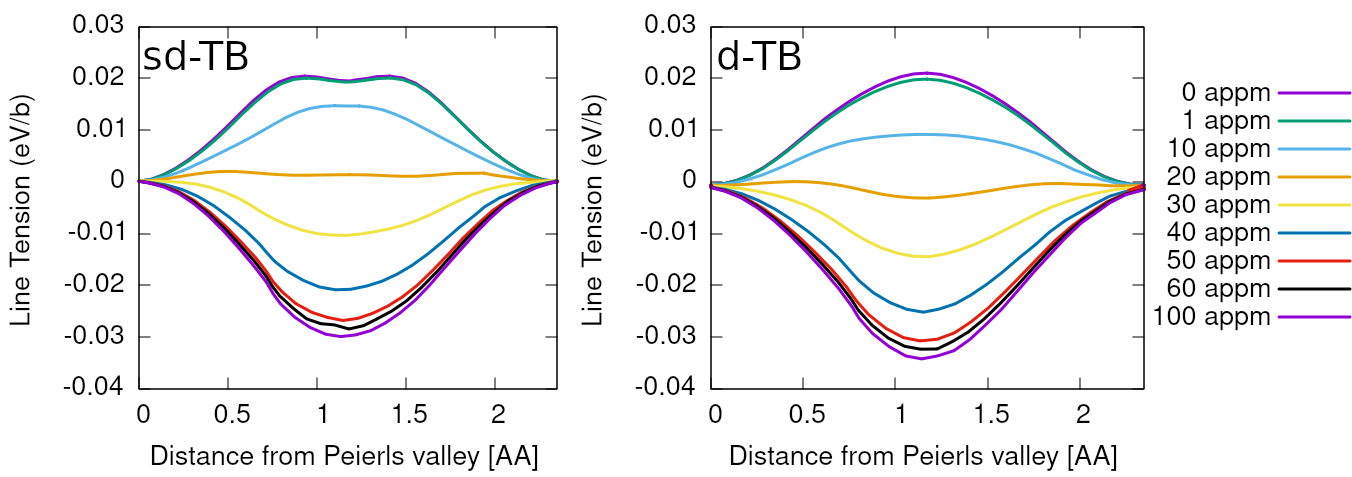 sd-TB
0.03
0.02
0.01
0
-0.01
-0.02
-0.03
-0.04
0 0.5 1 1.5 2
Line Tension (eV/b)
Distance from Peierls valley [AA]
d-TB
0.03
0.02
0.01
0
-0.01
-0.02
-0.03
-0.04
0 0.5 1 1.5 2
Line Tension (eV/b)
Distance from Peierls valley [AA]
0 appm
1 appm
10 appm
20 appm
30 appm
40 appm
50 appm
60 appm
100 appm